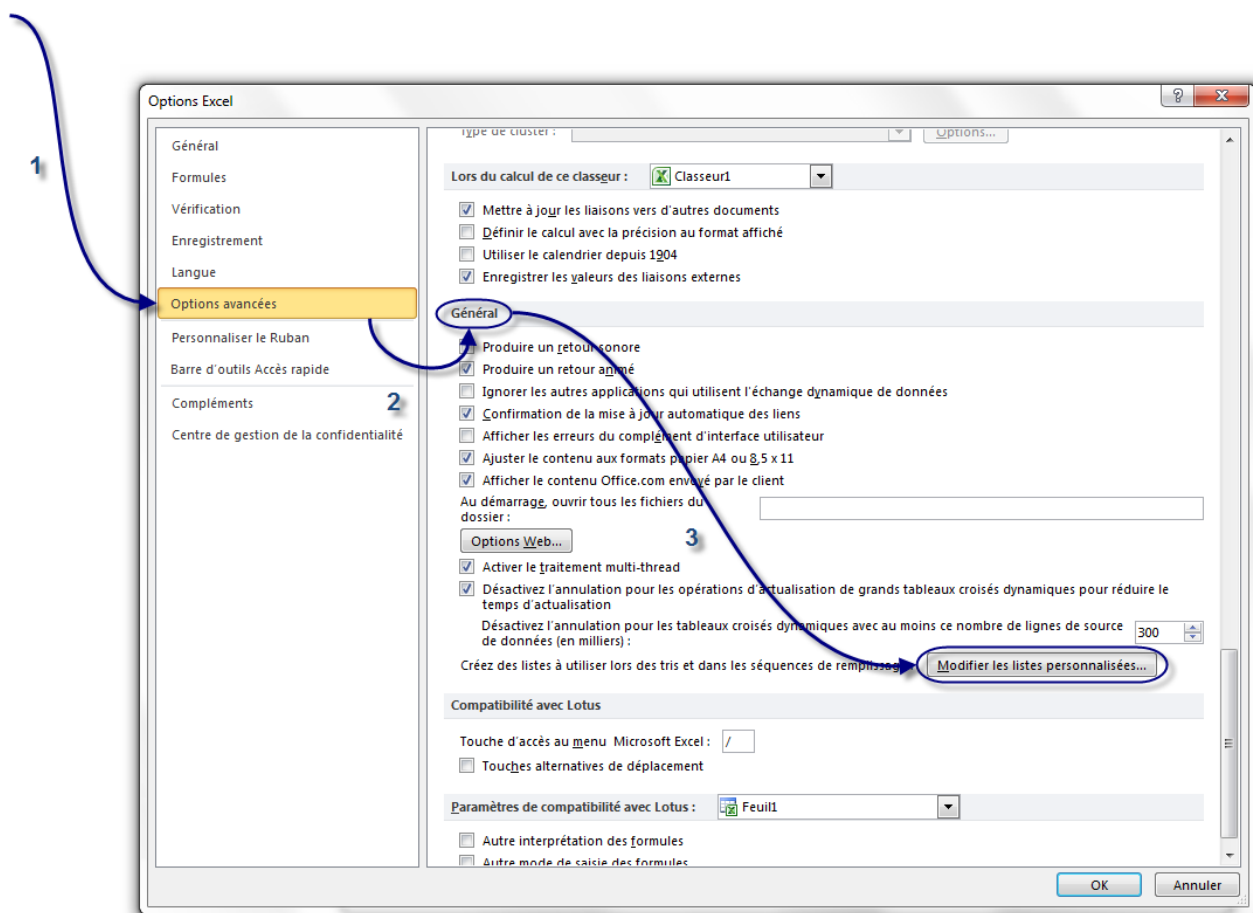 Options Excel
1
Général
Formules
Vérification
Enregistrement
Langue
Options avancées
Personnaliser le Ruban
Barre d'outils Accès rapide
Compléments
2
Centre de gestion de la confidentialité
Type de cluster :
Options...
Lors du calcul de ce classeur :
Classeur1
Mettre à jour les liaisons vers d'autres documents
Définir le calcul avec la précision au format affiché
Utiliser le calendrier depuis 1904
Enregistrer les valeurs des liaisons externes
Général
Produire un retour sonore
Produire un retour animé
Ignorer les autres applications qui utilisent l'échange dynamique de données
Confirmation de la mise à jour automatique des liens
Afficher les erreurs du complément d'interface utilisateur
Ajuster le contenu aux formats papier A4 ou 8,5 x 11
Afficher le contenu Office.com envoyé par le client
Au démarrage, ouvrir tous les fichiers du
dossier :
Options Web...
3
Activer le traitement multi-thread
Désactivez l'annulation pour les opérations d'actualisation de grands tableaux croisés dynamiques pour réduire le
temps d'actualisation
Désactivez l'annulation pour les tableaux croisés dynamiques avec au moins ce nombre de lignes de source
de données (en milliers) :
300
Créez des listes à utiliser lors des tris et dans les séquences de remplissage
Modifier les listes personnalisées...
Compatibilité avec Lotus
Touche d'accès au menu Microsoft Excel :
/
Touches alternatives de déplacement
Paramètres de compatibilité avec Lotus :
Feuil1
Autre interprétation des formules
Autre mode de saisie des formules
OK
Annuler